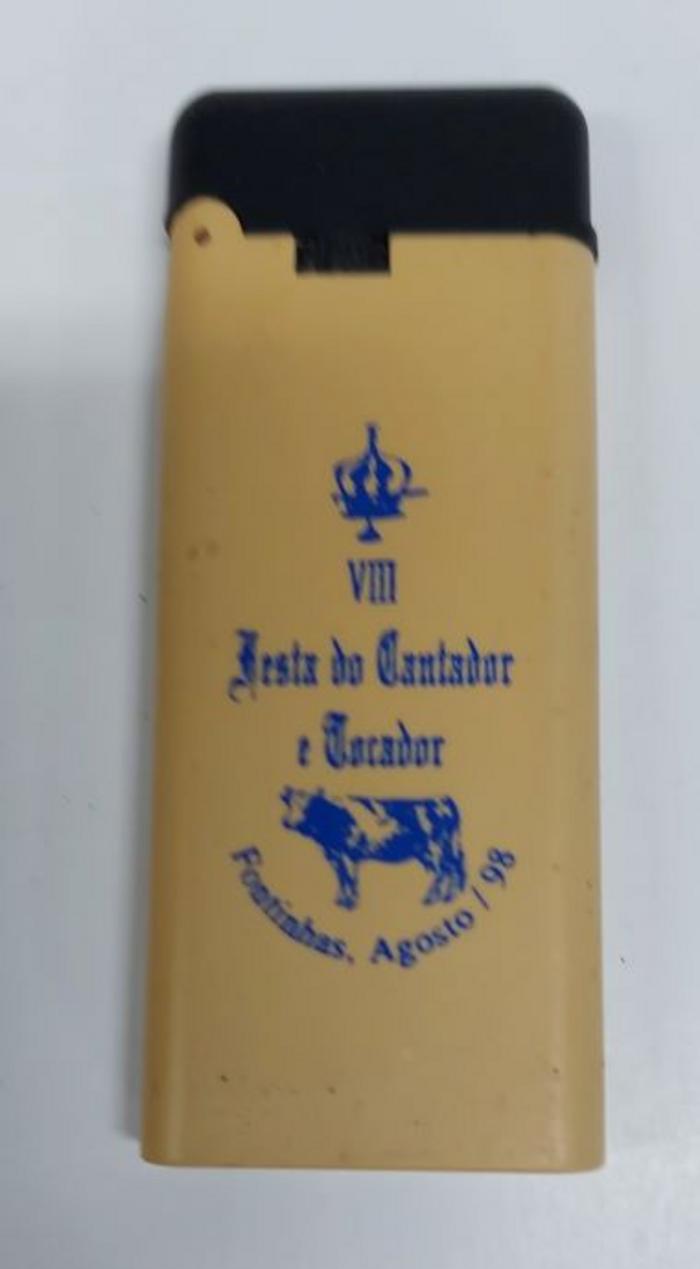 VIII
Festa do Cantador
e Tocador
Fontinhas, Agosto / 98